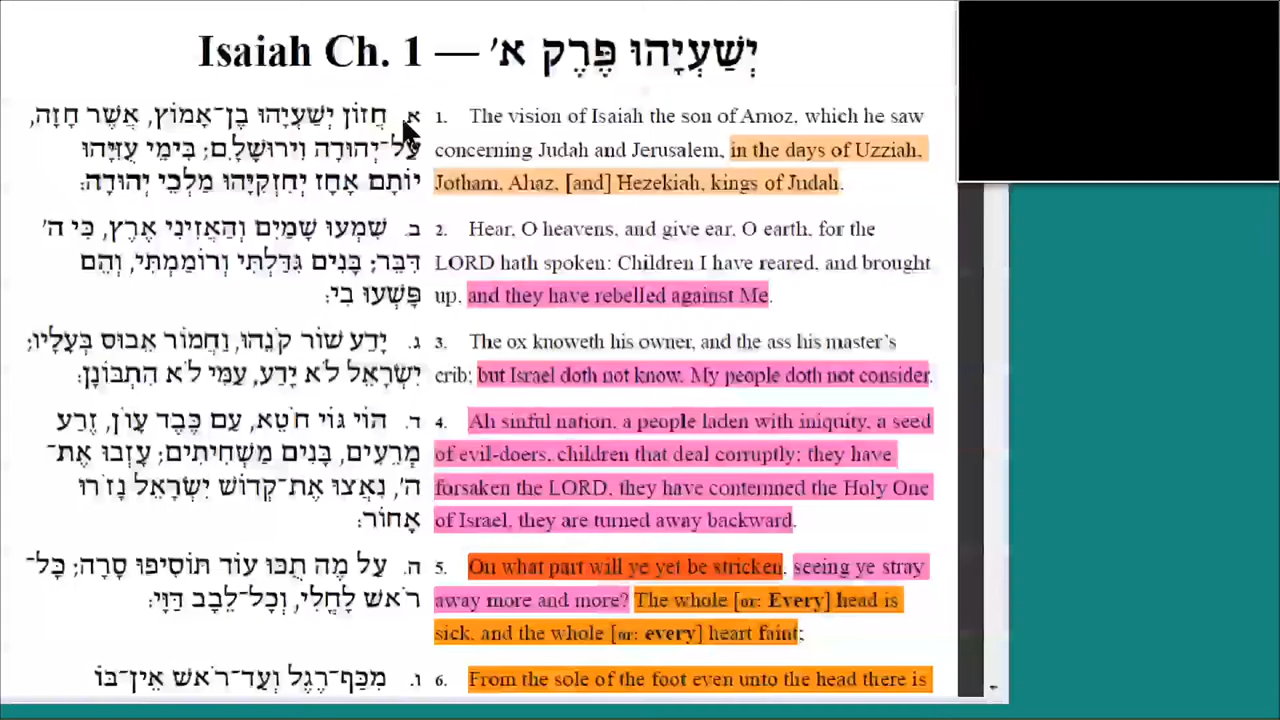 Isaiah Ch. 1 — יְשַׁעְיָהוּ פֶּרֶק א׳
א. חֲזוֹן יְשַׁעְיָהוּ בֶן־אָמוֹץ, אֲשֶׁר חָזָה,
עַל־יְהוּדָה וִירוּשָׁלִָם; בִּימֵי עֻזִּיָּהוּ
יוֹתָם אָחָז יְחִזְקִיָּהוּ מַלְכֵי יְהוּדָה:
1. The vision of Isaiah the son of Amoz, which he saw
concerning Judah and Jerusalem, in the days of Uzziah,
Jotham, Ahaz, [and] Hezekiah, kings of Judah.
ב. שִׁמְעוּ שָׁמַיִם וְהַאֲזִינִי אֶרֶץ, כִּי ה׳
דִּבֵּר; בָּנִים גִּדַּלְתִּי וְרוֹמַמְתִּי, וְהֵם
פָּשְׁעוּ בִי:
2. Hear, O heavens, and give ear, O earth, for the
LORD hath spoken: Children I have reared, and brought
up, and they have rebelled against Me.
ג. יָדַע שׁוֹר קֹנֵהוּ, וַחֲמוֹר אֵבוּס בְּעָלָיו;
יִשְׂרָאֵל לֹא יָדַע, עַמִּי לֹא הִתְבּוֹנָן:
3. The ox knoweth his owner, and the ass his master’s
crib; but Israel doth not know, My people doth not consider.
ד. הוֹי גּוֹי חֹטֵא, עַם כֶּבֶד עָוֹן, זֶרַע
מְרֵעִים, בָּנִים מַשְׁחִיתִים; עָזְבוּ אֶת־
ה׳, נִאֲצוּ אֶת־קְדוֹשׁ יִשְׂרָאֵל נָזֹרוּ
אָחוֹר:
4. Ah sinful nation, a people laden with iniquity, a seed
of evil-doers, children that deal corruptly; they have
forsaken the LORD, they have contemned the Holy One
of Israel, they are turned away backward.
ה. עַל מֶה תֻכּוּ עוֹד תּוֹסִיפוּ סָרָה; כָּל־
רֹאשׁ לָחֳלִי, וְכָל־לֵבָב דַּוָּי:
5. On what part will ye yet be stricken, seeing ye stray
away more and more? The whole [or: Every] head is
sick, and the whole [or: every] heart faint;
ו. מִכַּף־רֶגֶל וְעַד־רֹאשׁ אֵין־בּוֹ
6. From the sole of the foot even unto the head there is